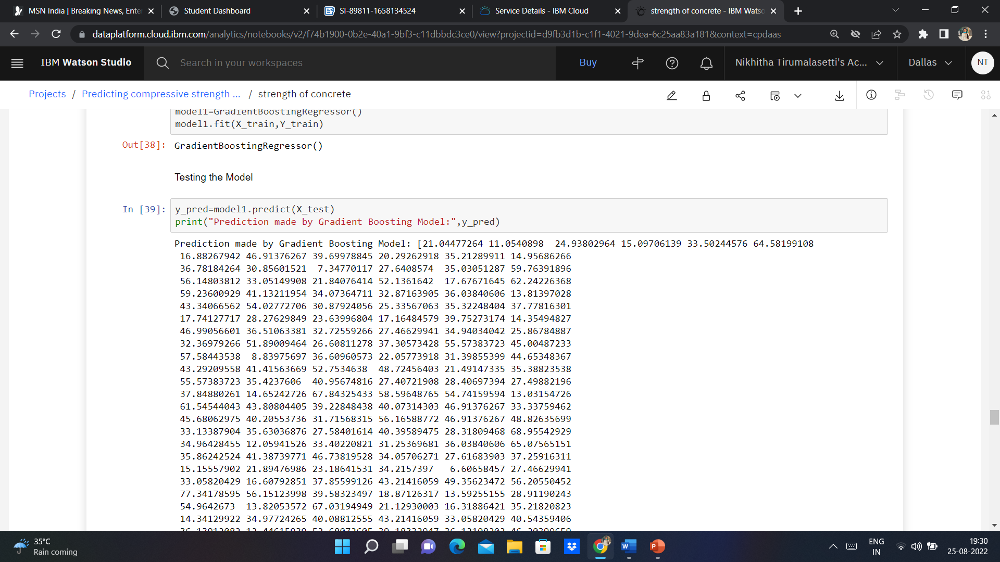 MSN India | Breaking News, Enter
Student Dashboard
SI-89811-1658134524
Service Details - IBM Cloud
strength of concrete - IBM Watso
dataplatform.cloud.ibm.com/analytics/notebooks/v2/f74b1900-0b2e-40a1-9bf3-c11dbbdc3ce0/view?projectid=d9fb3d1b-c1f1-4021-9dea-6c25aa83a181&context=cpdaas
IBM Watson Studio
Search in your workspaces
Buy
Nikhitha Tirumalasetti's Ac...
Dallas
NT
Projects / Predicting compressive strength ... / strength of concrete
model1=GradientBoostingRegressor()
model1.fit(X_train,Y_train)
Out[38]: GradientBoostingRegressor()
Testing the Model
In [39]: y_pred=model1.predict(X_test)
print("Prediction made by Gradient Boosting Model:",y_pred)
Prediction made by Gradient Boosting Model: [21.04477264 11.0540898  24.93802964 15.09706139 33.50244576 64.58199108
16.88267942 46.91376267 39.69978845 20.29262918 35.21289911 14.95686266
36.78184264 30.85601521  7.34770117 27.6408574  35.03051287 59.76391896
56.14803812 33.05149908 21.84076414 52.1361642  17.67671645 62.24226368
59.23600929 41.13211954 34.07364711 32.87163905 36.03840606 13.81397028
43.34066562 54.02772706 30.87924056 25.33567063 35.32248404 37.77816301
17.74127717 28.27629849 23.63996804 17.16484579 39.75273174 14.35494827
46.99056601 36.51063381 32.72559266 27.46629941 34.94034042 25.86784887
32.36979266 51.89009464 26.60811278 37.30573428 55.57383723 45.00487233
57.58443538  8.83975697 36.60960573 22.05773918 31.39855399 44.65348367
43.29209558 41.41563669 52.7534638  48.72456403 21.49147335 35.38823538
55.57383723 35.4237606  40.95674816 27.40721908 28.40697394 27.49882196
37.84880261 14.65242726 67.84325433 58.59648765 54.74159594 13.03154726
61.54544043 43.80804405 39.22848438 40.07314303 46.91376267 33.33759462
45.68062975 40.20553736 31.71568315 56.16588772 46.91376267 48.82635699
33.13387904 35.63036876 27.58401614 40.39589475 28.31809468 68.95542929
34.96428455 12.05941526 33.40220821 31.25369681 36.03840606 65.07565151
35.86242524 41.38739771 46.73819528 34.05706271 27.61683903 37.25916311
15.15557902 21.89476986 23.18641531 34.2157397   6.60658457 27.46629941
33.05820429 16.60792851 37.85599126 43.21416059 49.35623472 56.20550452
77.34178595 56.15123998 39.58323497 18.87126317 13.59255155 28.91190243
54.9642673  13.82053572 67.03194949 21.12930003 16.31886421 35.21820823
14.34129922 34.97724265 40.08812555 43.21416059 33.05820429 40.54359406
35°C
Rain coming
ENG
IN
19:30
25-08-2022